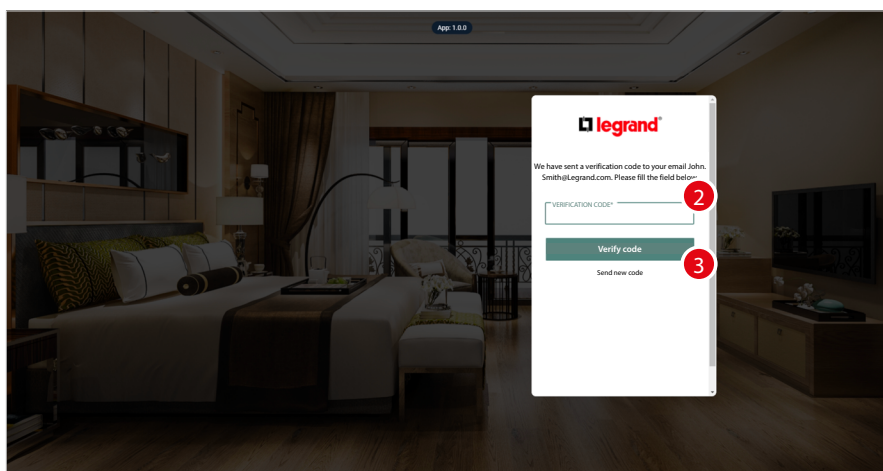 App: 1.0.0
legrand®
We have sent a verification code to your email John.
Smith@Legrand.com. Please fill the field below.
2
VERIFICATION CODE*
Verify code
3
Send new code